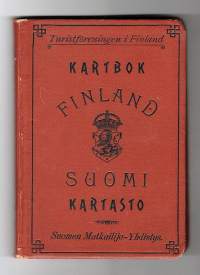 Turistföreningen i Finland
KARTBOK
FINLAND
SUOMI
KARTASTO
Suomen Matkailija-Yhdistys.